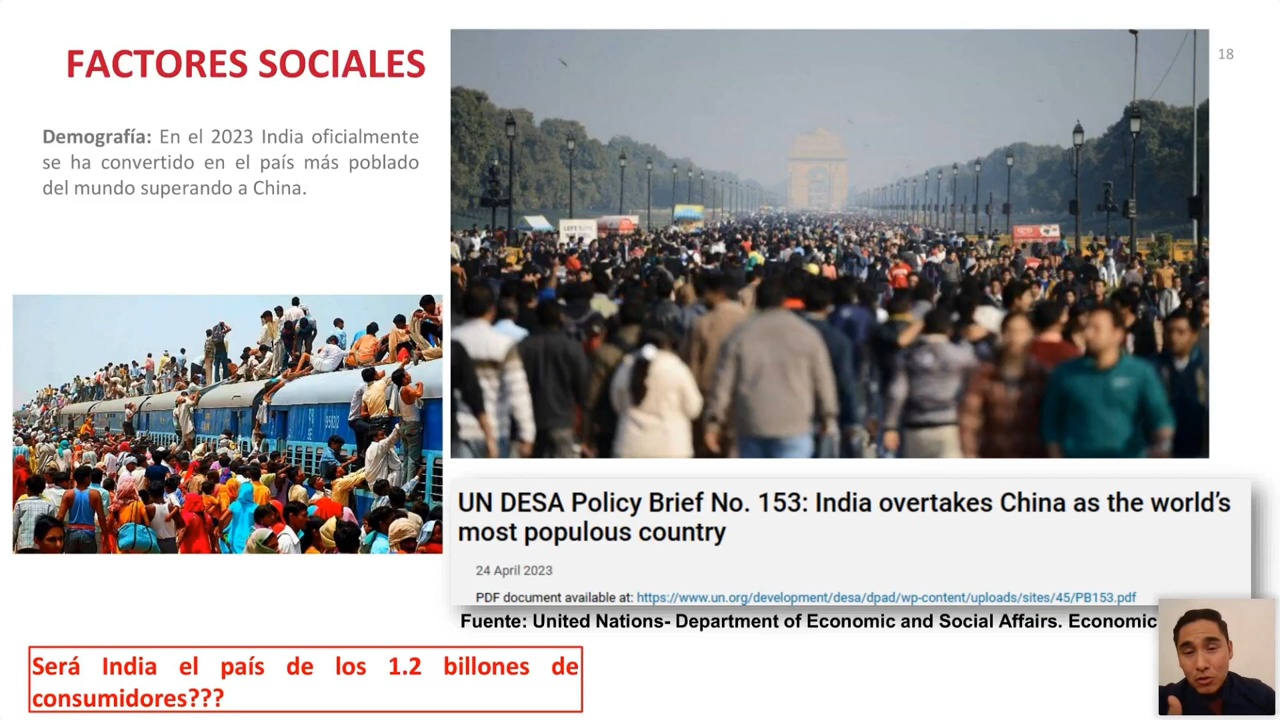 FACTORES SOCIALES
18
Demografía: En el 2023 India oficialmente
se ha convertido en el país más poblado
del mundo superando a China.
UN DESA Policy Brief No. 153: India overtakes China as the world’s
most populous country
24 April 2023
PDF document available at: https://www.un.org/development/desa/dpad/wp-content/uploads/sites/45/PB153.pdf
Fuente: United Nations- Department of Economic and Social Affairs. Economic
Será India el país de los 1.2 billones de
consumidores???